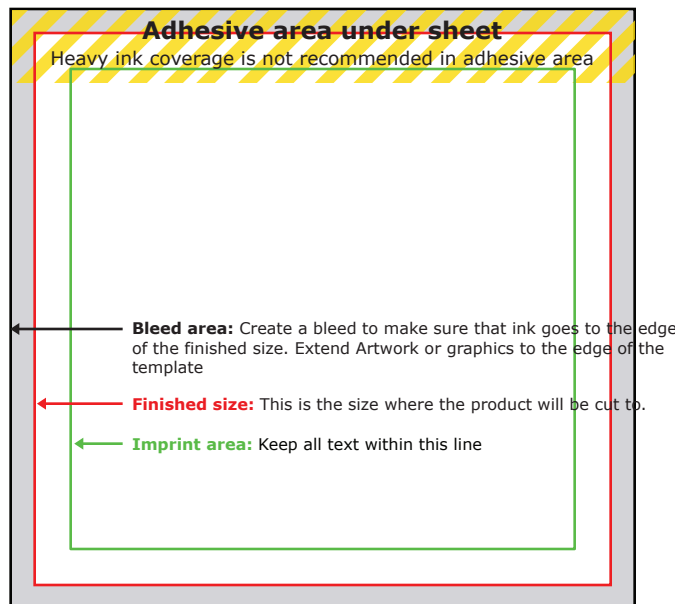 Adhesive area under sheet
Heavy ink coverage is not recommended in adhesive area
Bleed area: Create a bleed to make sure that ink goes to the edge
of the finished size. Extend Artwork or graphics to the edge of the
template
Finished size: This is the size where the product will be cut to.
Imprint area: Keep all text within this line